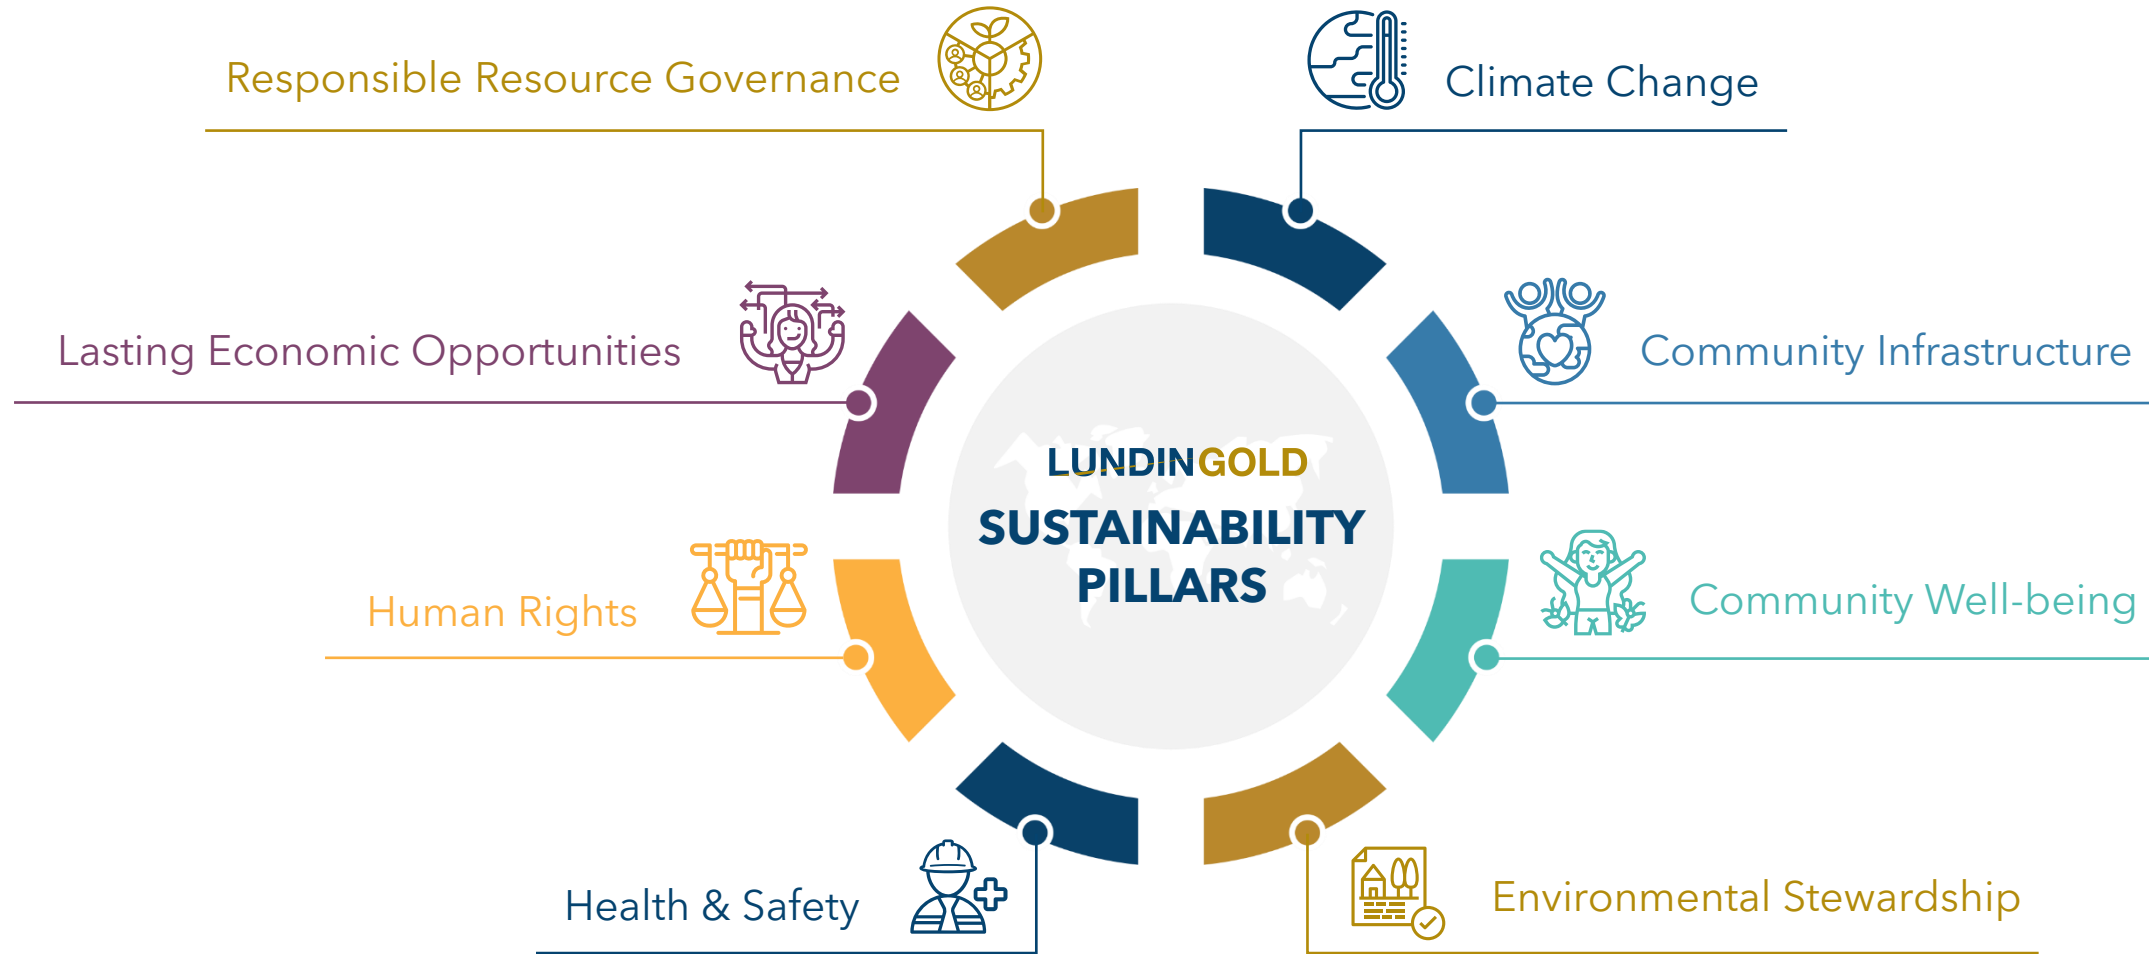 Responsible Resource Governance
Climate Change
Lasting Economic Opportunities
Community Infrastructure
LUNDINGOLD
SUSTAINABILITY
PILLARS
Human Rights
Community Well-being
Health & Safety
Environmental Stewardship